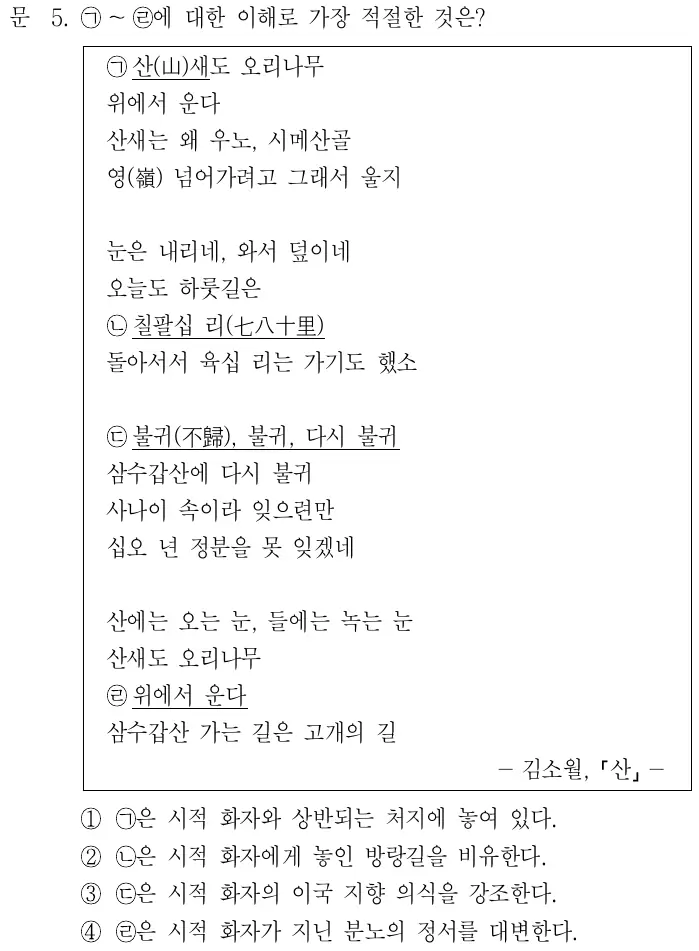 문 5. ㉠ ~ ㉣에 대한 이해로 가장 적절한 것은?
㉠ 산(山)새도 오리나무
위에서 운다
산새는 왜 우노, 시메산골
영(嶺) 넘어가려고 그래서 울지
눈은 내리네, 와서 덮이네
오늘도 하룻길은
㉡ 칠팔십 리(七八十里)
돌아서서 육십 리는 가기도 했소
㉢ 불귀(不歸), 불귀, 다시 불귀
삼수갑산에 다시 불귀
사나이 속이라 잊으련만
십오 년 정분을 못 잊겠네
산에는 오는 눈, 들에는 녹는 눈
산새도 오리나무
㉣ 위에서 운다
삼수갑산 가는 길은 고개의 길
– 김소월, 「산」 –
① ㉠은 시적 화자와 상반되는 처지에 놓여 있다.
② ㉡은 시적 화자에게 놓인 방랑길을 비유한다.
③ ㉢은 시적 화자의 이국 지향 의식을 강조한다.
④ ㉣은 시적 화자가 지닌 분노의 정서를 대변한다.